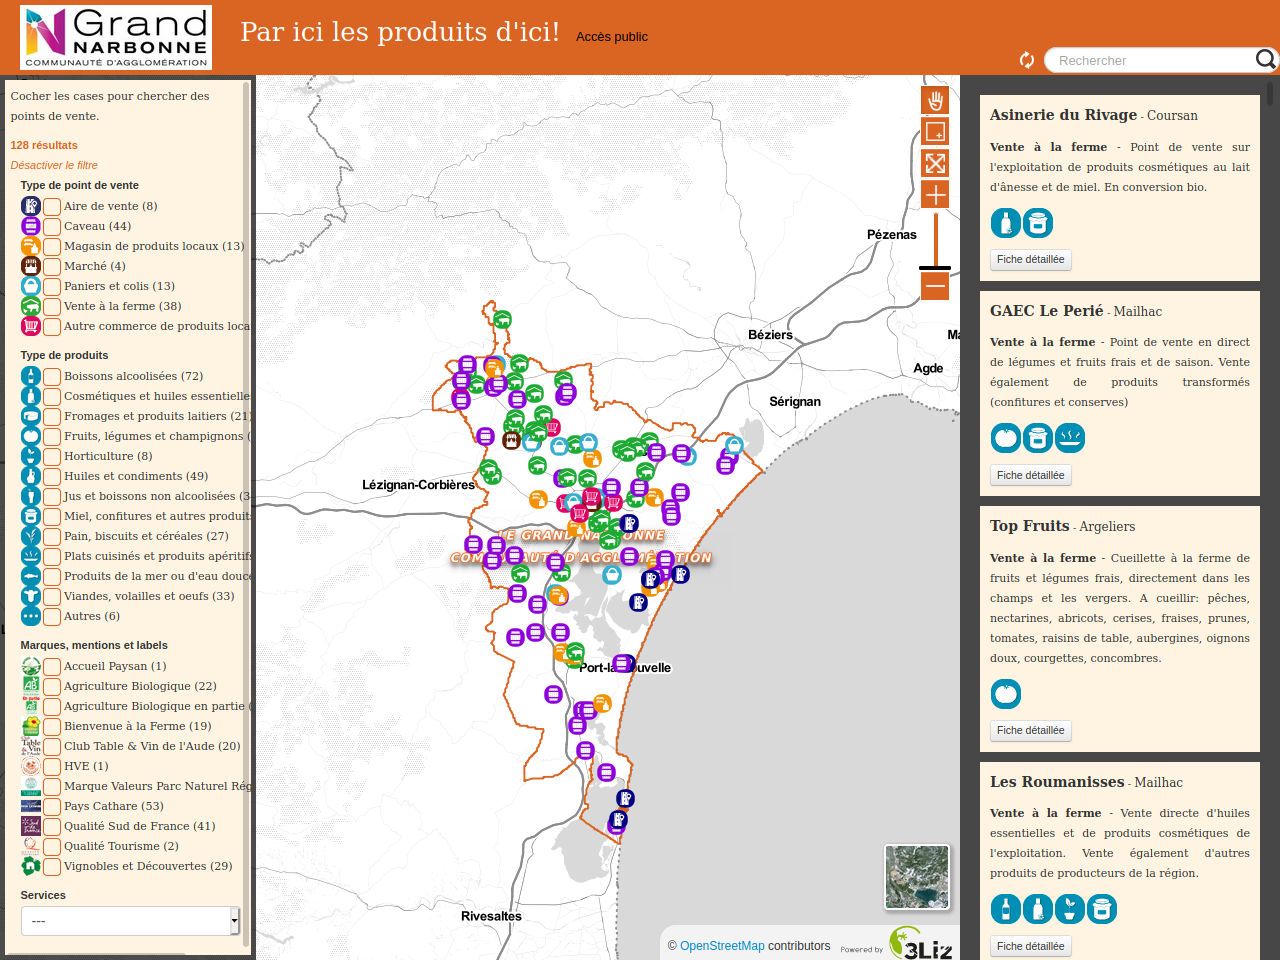 Grand
NARBONNE
COMMUNAUTÉ D'AGGLOMÉRATION
Par ici les produits d'ici!
Accès public
Rechercher
Cocher les cases pour chercher des
points de vente.
128 résultats
Désactiver le filtre
Type de point de vente
Aire de vente (8)
Caveau (44)
Magasin de produits locaux (13)
Marché (4)
Paniers et colis (13)
Vente à la ferme (38)
Autre commerce de produits loca
Type de produits
Boissons alcoolisées (72)
Cosmétiques et huiles essentielle
Fromages et produits laitiers (21)
Fruits, légumes et champignons (
Horticulture (8)
Huiles et condiments (49)
Jus et boissons non alcoolisées (3
Miel, confitures et autres produit
Pain, biscuits et céréales (27)
Plats cuisinés et produits apéritif
Produits de la mer ou d'eau douce
Viandes, volailles et oeufs (33)
Autres (6)
Marques, mentions et labels
Accueil Paysan (1)
Agriculture Biologique (22)
Agriculture Biologique en partie (
Bienvenue à la Ferme (19)
Club Table & Vin de l'Aude (20)
HVE (1)
Marque Valeurs Parc Naturel Rég
Pays Cathare (53)
Qualité Sud de France (41)
Qualité Tourisme (2)
Vignobles et Découvertes (29)
Services
---
Pézenas
Béziers
Ma
Agde
Sérignan
Lézignan-Corbières
LE GRAND NARBONNE
COMMUNAUTÉ D'AGGLOMÉRATION
Port-la-Nouvelle
Rivesaltes
© OpenStreetMap contributors
Powered by
3Liz
Asinerie du Rivage - Coursan
Vente à la ferme - Point de vente sur
l'exploitation de produits cosmétiques au lait
d'ânesse et de miel. En conversion bio.
Fiche détaillée
GAEC Le Perié - Mailhac
Vente à la ferme - Point de vente en direct
de légumes et fruits frais et de saison. Vente
également de produits transformés
(confitures et conserves)
Fiche détaillée
Top Fruits - Argeliers
Vente à la ferme - Cueillette à la ferme de
fruits et légumes frais, directement dans les
champs et les vergers. A cueillir: pêches,
nectarines, abricots, cerises, fraises, prunes,
tomates, raisins de table, aubergines, oignons
doux, courgettes, concombres.
Fiche détaillée
Les Roumanisses - Mailhac
Vente à la ferme - Vente directe d'huiles
essentielles et de produits cosmétiques de
l'exploitation. Vente également d'autres
produits de producteurs de la région.
Fiche détaillée